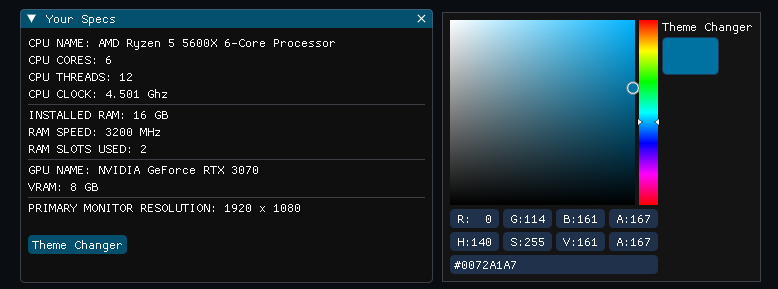 Your Specs
CPU NAME: AMD Ryzen 5 5600X 6-Core Processor
CPU CORES: 6
CPU THREADS: 12
CPU CLOCK: 4.501 Ghz
INSTALLED RAM: 16 GB
RAM SPEED: 3200 MHz
RAM SLOTS USED: 2
GPU NAME: NVIDIA GeForce RTX 3070
VRAM: 8 GB
PRIMARY MONITOR RESOLUTION: 1920 x 1080
Theme Changer
Theme Changer
R: 0 G:114 B:161 A:167
H:140 S:255 V:161 A:167
#0072A1A7